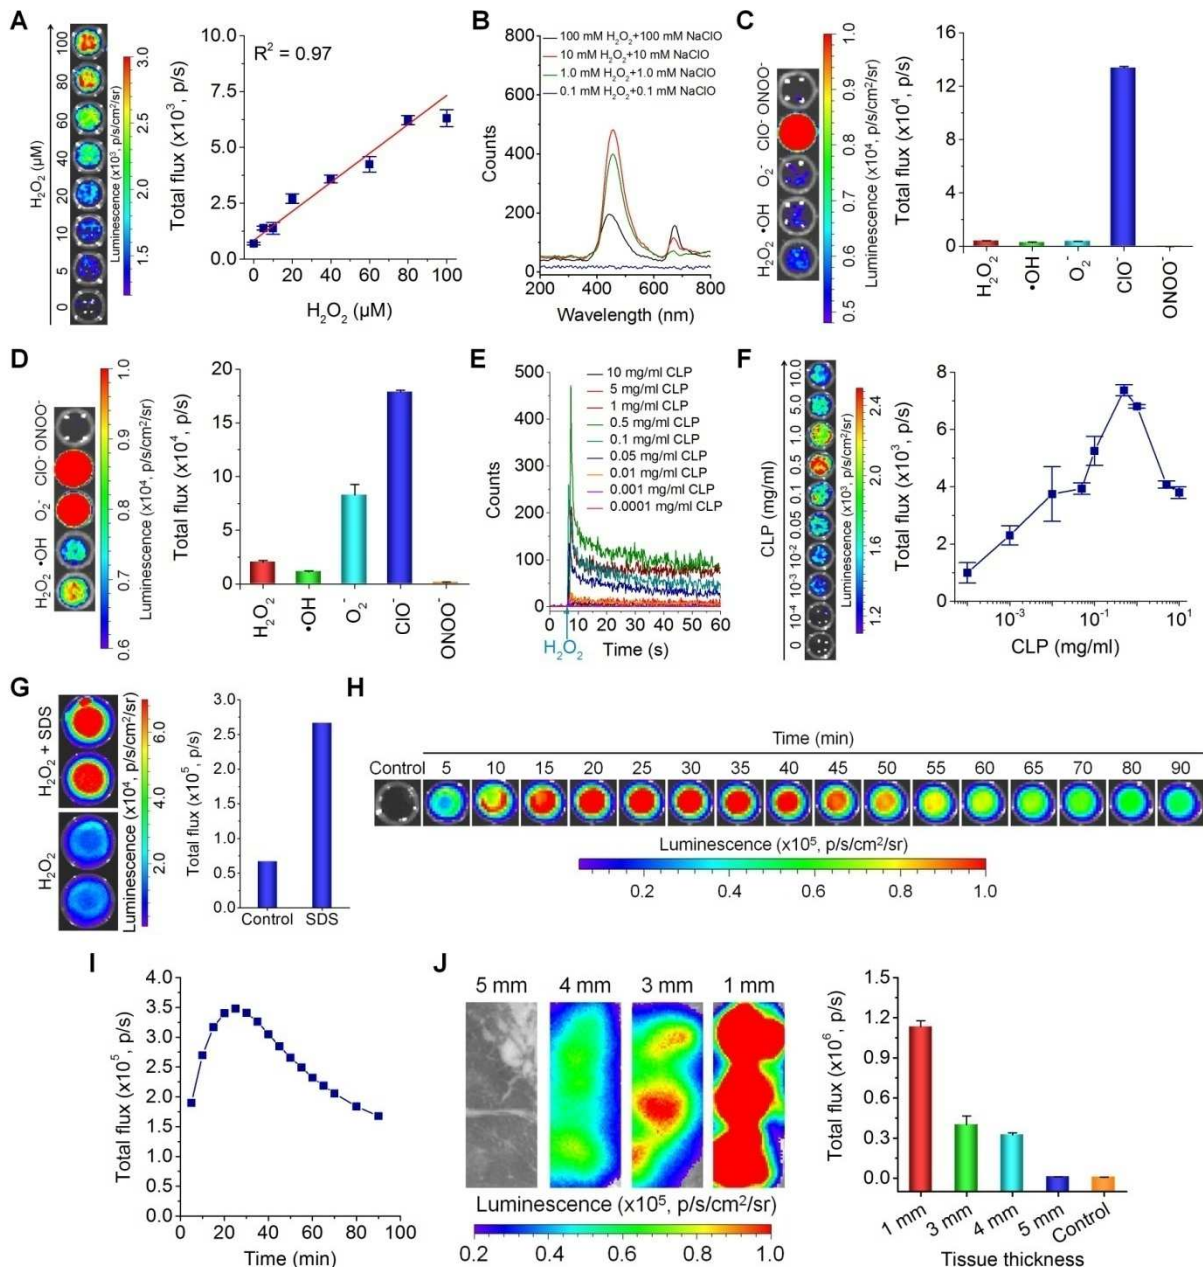 A
H₂O₂ (µM)
100
80
60
40
20
10
5
0
Luminescence (x10³, p/s/cm²/sr)
3.0
2.5
2.0
1.5
Total flux (x10³, p/s)
10.0
7.5
5.0
2.5
0.0
R² = 0.97
0 20 40 60 80 100
H₂O₂ (µM)
B
100 mM H₂O₂+100 mM NaClO
10 mM H₂O₂+10 mM NaClO
1.0 mM H₂O₂+1.0 mM NaClO
0.1 mM H₂O₂+0.1 mM NaClO
Counts
800
600
400
200
0
200 300 400 500 600 700 800
Wavelength (nm)
C
ONOO⁻
ClO⁻
O₂⁻
•OH
H₂O₂
Luminescence (x10⁴, p/s/cm²/sr)
1.0
0.9
0.8
0.7
0.6
0.5
Total flux (x10⁴, p/s)
16
12
8
4
0
H₂O₂ •OH O₂⁻ ClO⁻ ONOO⁻
D
ONOO⁻
ClO⁻
O₂⁻
•OH
H₂O₂
Luminescence (x10⁴, p/s/cm²/sr)
1.0
0.9
0.8
0.7
0.6
Total flux (x10⁴, p/s)
20
15
10
5
0
H₂O₂ •OH O₂⁻ ClO⁻ ONOO⁻
E
10 mg/ml CLP
5 mg/ml CLP
1 mg/ml CLP
0.5 mg/ml CLP
0.1 mg/ml CLP
0.05 mg/ml CLP
0.01 mg/ml CLP
0.001 mg/ml CLP
0.0001 mg/ml CLP
Counts
500
400
300
200
100
0
0 10 20 30 40 50 60
H₂O₂
Time (s)
F
CLP (mg/ml)
10.0
5.0
1.0
0.5
0.1
0.05
10⁻²
10⁻³
10⁻⁴
0
Luminescence (x10³, p/s/cm²/sr)
2.4
2.0
1.6
1.2
Total flux (x10³, p/s)
8
6
4
2
0
10⁻³ 10⁻¹ 10¹
CLP (mg/ml)
G
H₂O₂ + SDS
H₂O₂
Luminescence (x10⁴, p/s/cm²/sr)
6.0
4.0
2.0
Total flux (x10⁵, p/s)
3.0
2.5
2.0
1.5
1.0
0.5
0.0
Control SDS
H
Time (min)
Control 5 10 15 20 25 30 35 40 45 50 55 60 65 70 80 90
Luminescence (x10⁵, p/s/cm²/sr)
0.2 0.4 0.6 0.8 1.0
I
Total flux (x10⁵, p/s)
4.0
3.5
3.0
2.5
2.0
1.5
1.0
0.5
0.0
0 20 40 60 80 100
Time (min)
J
5 mm 4 mm 3 mm 1 mm
Luminescence (x10⁵, p/s/cm²/sr)
0.2 0.4 0.6 0.8 1.0
Total flux (x10⁶, p/s)
1.5
1.2
0.9
0.6
0.3
0.0
1 mm 3 mm 4 mm 5 mm Control
Tissue thickness